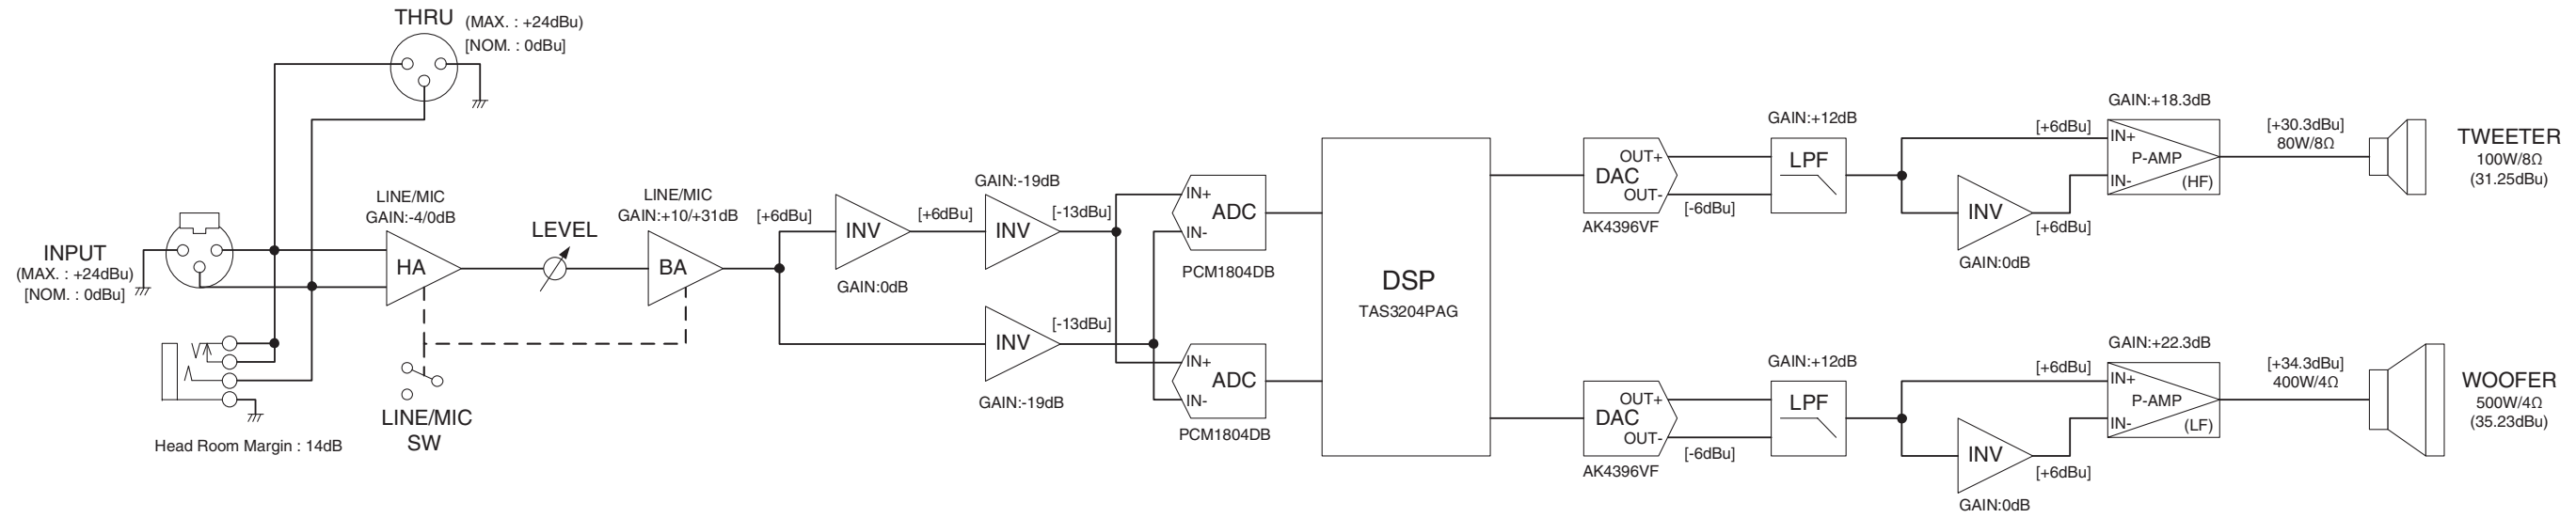 THRU (MAX. : +24dBu)
[NOM. : 0dBu]
INPUT
(MAX. : +24dBu)
[NOM. : 0dBu]
Head Room Margin : 14dB
LINE/MIC
GAIN:-4/0dB
HA
LINE/MIC
SW
LEVEL
LINE/MIC
GAIN:+10/+31dB
BA
[+6dBu]
INV
GAIN:0dB
[+6dBu]
GAIN:-19dB
INV
[-13dBu]
INV
GAIN:-19dB
[-13dBu]
IN+
ADC
IN-
PCM1804DB
IN+
ADC
IN-
PCM1804DB
DSP
TAS3204PAG
OUT+
DAC
OUT-
AK4396VF
[-6dBu]
GAIN:+12dB
LPF
INV
GAIN:0dB
[+6dBu]
[+6dBu]
GAIN:+18.3dB
IN+
P-AMP
IN-
(HF)
[+30.3dBu]
80W/8Ω
TWEETER
100W/8Ω
(31.25dBu)
OUT+
DAC
OUT-
AK4396VF
[-6dBu]
GAIN:+12dB
LPF
INV
GAIN:0dB
[+6dBu]
[+6dBu]
GAIN:+22.3dB
IN+
P-AMP
IN-
(LF)
[+34.3dBu]
400W/4Ω
WOOFER
500W/4Ω
(35.23dBu)